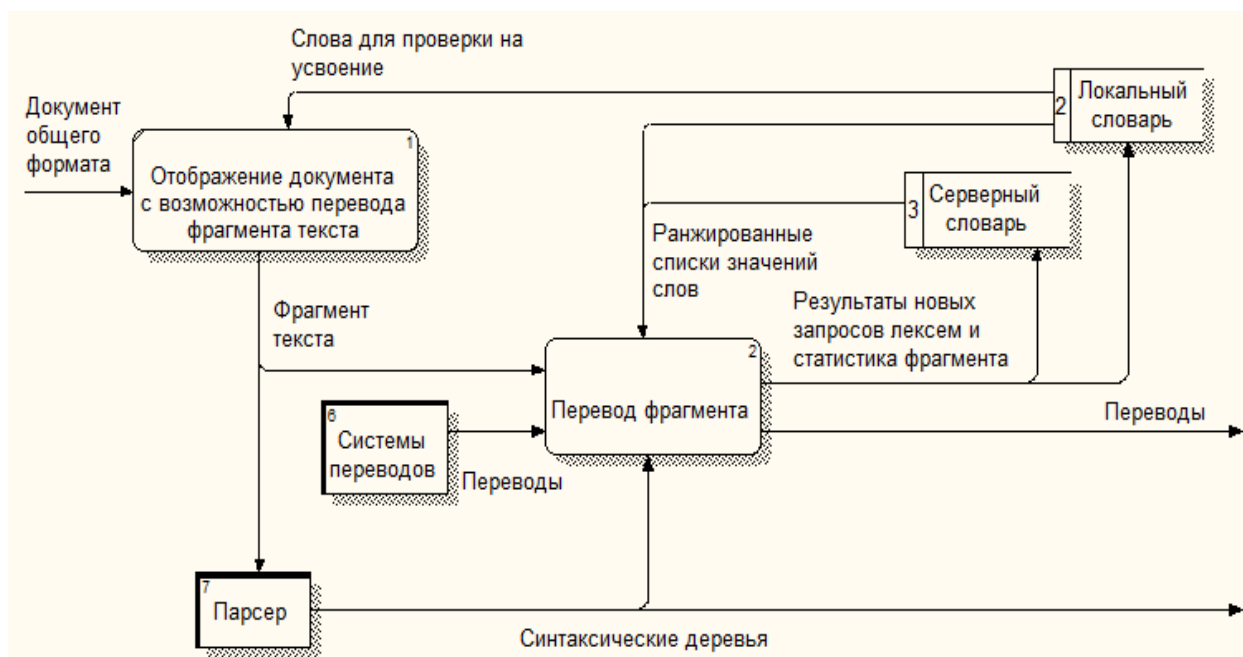 Слова для проверки на
усвоение
Документ
общего
формата
1
Отображение документа
с возможностью перевода
фрагмента текста
2
Локальный
словарь
3
Серверный
словарь
Ранжированные
списки значений
слов
Результаты новых
запросов лексем и
статистика фрагмента
Фрагмент
текста
2
Перевод фрагмента
6
Системы
переводов
Переводы
Переводы
7
Парсер
Синтаксические деревья